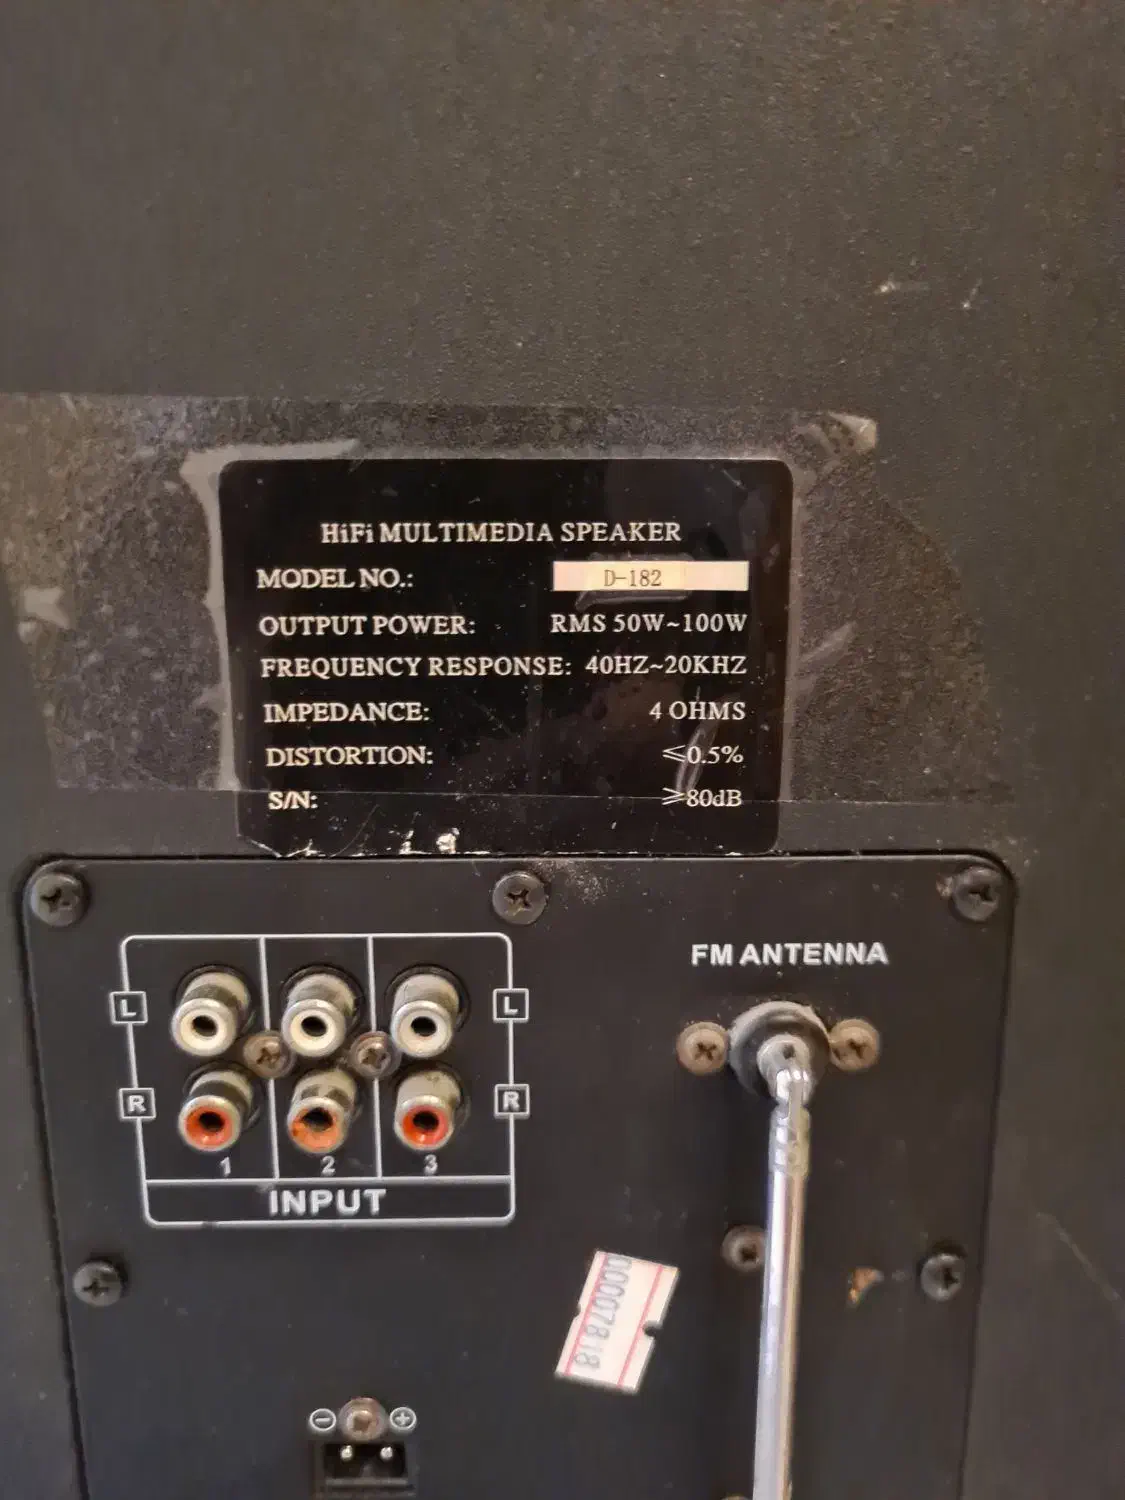 HiFi MULTIMEDIA SPEAKER
MODEL NO.: D-182
OUTPUT POWER: RMS 50W~100W
FREQUENCY RESPONSE: 40HZ~20KHZ
IMPEDANCE: 4 OHMS
DISTORTION: ≤0.5%
S/N: ≥80dB
FM ANTENNA
L L
R R
1 2 3
INPUT
00007818
- +